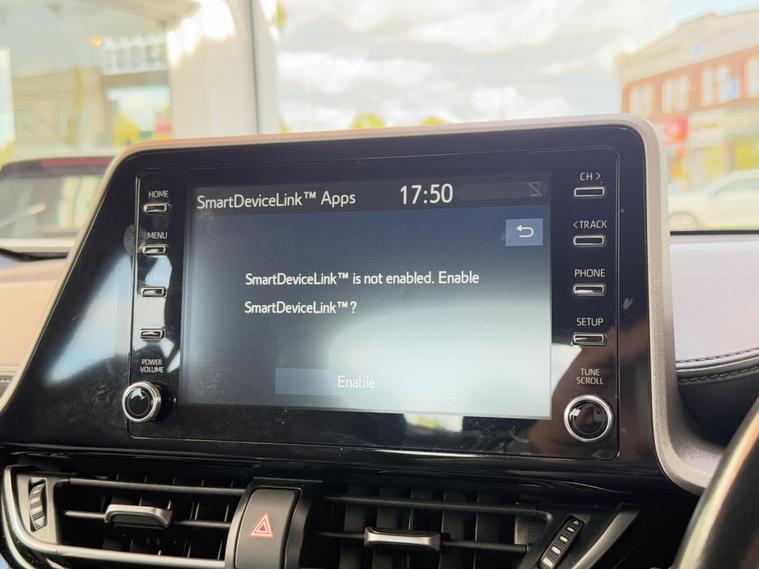 SmartDeviceLink™ Apps 17:50
SmartDeviceLink™ is not enabled. Enable
SmartDeviceLink™?
Enable
HOME
MENU
POWER
VOLUME
CH >
<TRACK
PHONE
SETUP
TUNE
SCROLL